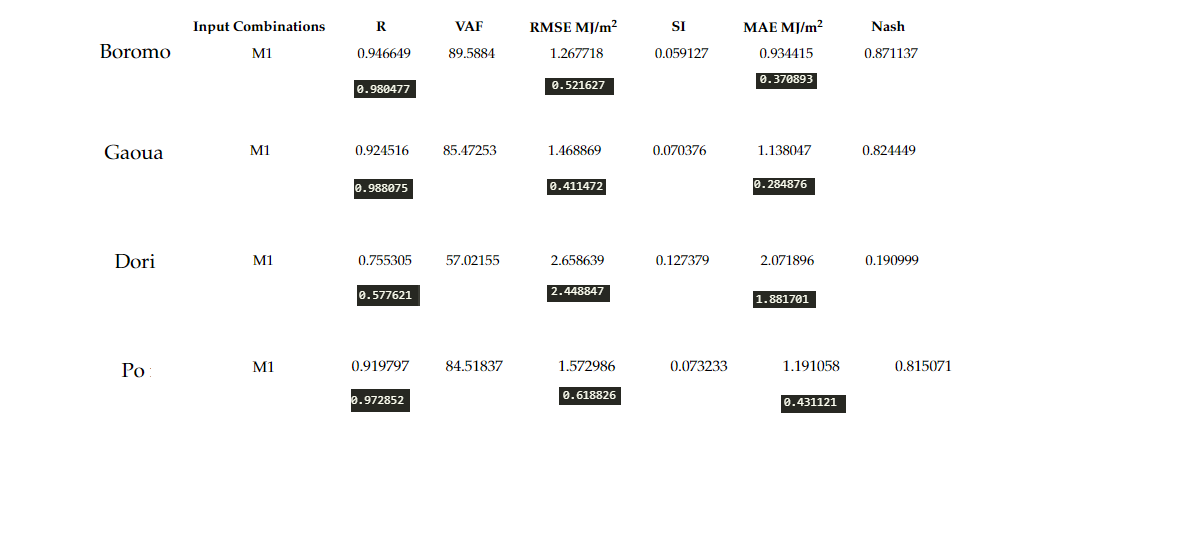 Input Combinations R VAF RMSE MJ/m² SI MAE MJ/m² Nash
Boromo M1 0.946649 89.5884 1.267718 0.059127 0.934415 0.871137
0.980477 0.521627 0.370893
Gaoua M1 0.924516 85.47253 1.468869 0.070376 1.138047 0.824449
0.988075 0.411472 0.284876
Dori M1 0.755305 57.02155 2.658639 0.127379 2.071896 0.190999
0.577621 2.448847 1.881701
Po M1 0.919797 84.51837 1.572986 0.073233 1.191058 0.815071
0.972852 0.618826 0.431121